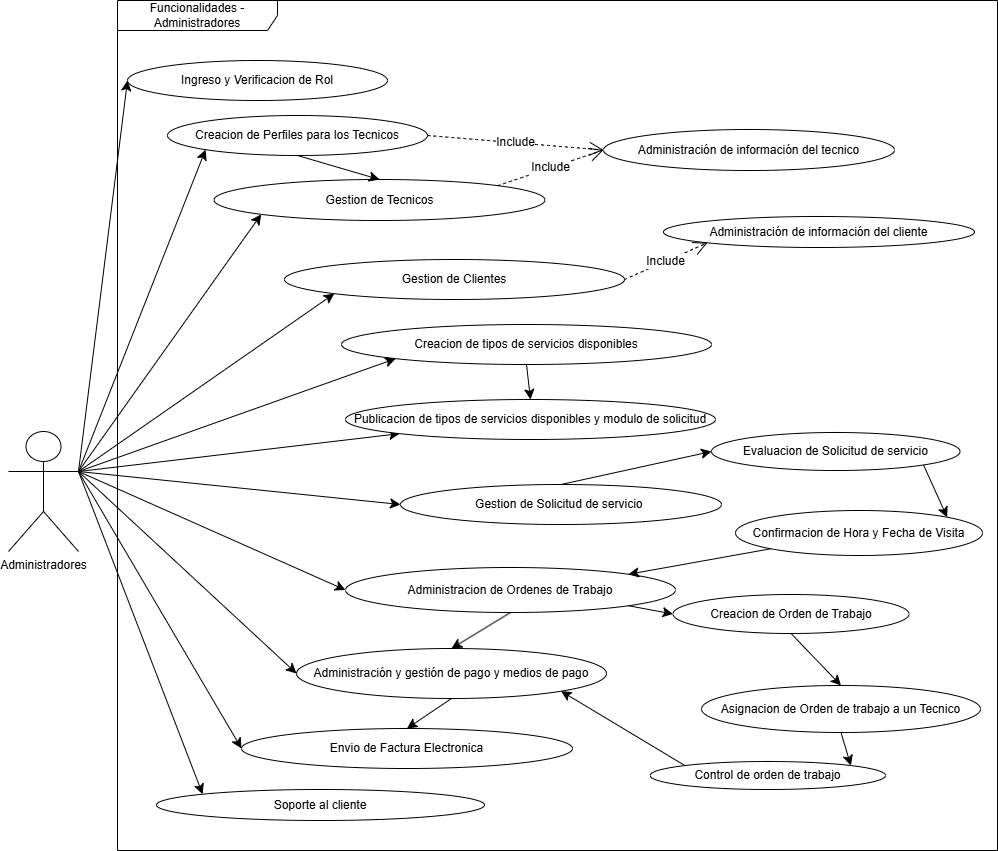 Funcionalidades -
Administradores
Ingreso y Verificacion de Rol
Creacion de Perfiles para los Tecnicos
Include
Administración de información del tecnico
Include
Gestion de Tecnicos
Administración de información del cliente
Include
Gestion de Clientes
Creacion de tipos de servicios disponibles
Publicacion de tipos de servicios disponibles y modulo de solicitud
Evaluacion de Solicitud de servicio
Gestion de Solicitud de servicio
Confirmacion de Hora y Fecha de Visita
Administradores
Administracion de Ordenes de Trabajo
Creacion de Orden de Trabajo
Administración y gestión de pago y medios de pago
Asignacion de Orden de trabajo a un Tecnico
Envio de Factura Electronica
Control de orden de trabajo
Soporte al cliente